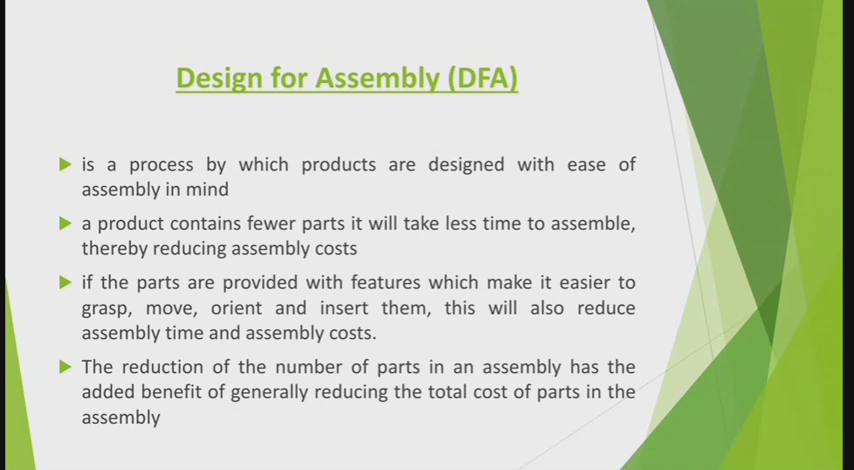 Design for Assembly (DFA)
is a process by which products are designed with ease of
assembly in mind
a product contains fewer parts it will take less time to assemble,
thereby reducing assembly costs
if the parts are provided with features which make it easier to
grasp, move, orient and insert them, this will also reduce
assembly time and assembly costs.
The reduction of the number of parts in an assembly has the
added benefit of generally reducing the total cost of parts in the
assembly